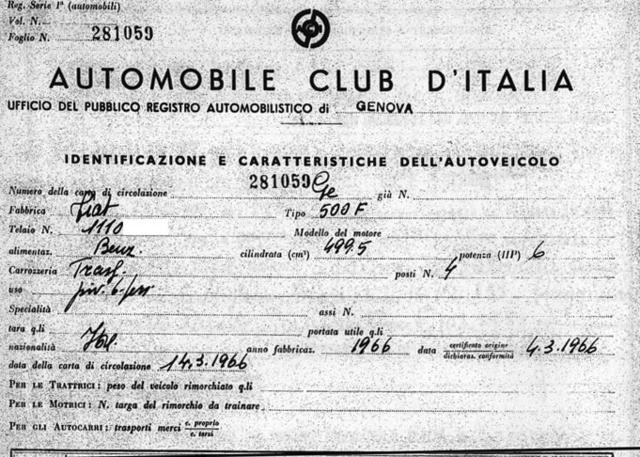 Reg. Serie Iª (automobili)
Vol. N.
Foglio N. 281059
AUTOMOBILE CLUB D'ITALIA
UFFICIO DEL PUBBLICO REGISTRO AUTOMOBILISTICO di GENOVA
IDENTIFICAZIONE E CARATTERISTICHE DELL'AUTOVEICOLO
Numero della carta di circolazione 281059 Ge già N.
Fabbrica Fiat Tipo 500 F
Telaio N. 1110 Modello del motore
alimentaz. Benz. cilindrata (cm³) 499.5 potenza (HP) 6
Carrozzeria Trasf. posti N. 4
uso
Specialità assi N.
tara q.li portata utile q.li
nazionalità Ital. anno fabbricaz. 1966 data certificato origine 4.3.1966
dichiaraz. conformità
data della carta di circolazione 14.3.1966
PER LE TRATTRICI: peso del veicolo rimorchiato q.li
PER LE MOTRICI: N. targa del rimorchio da trainare
PER GLI AUTOCARRI: trasporti merci c. proprio
c. terzi